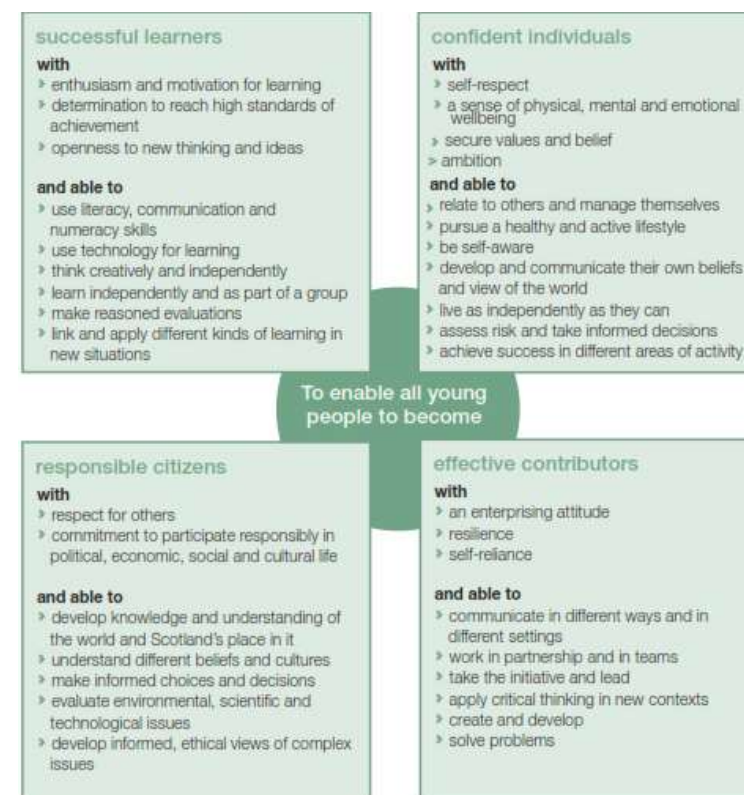 successful learners
with
› enthusiasm and motivation for learning
› determination to reach high standards of
achievement
› openness to new thinking and ideas
and able to
› use literacy, communication and
numeracy skills
› use technology for learning
› think creatively and independently
› learn independently and as part of a group
› make reasoned evaluations
› link and apply different kinds of learning in
new situations
confident individuals
with
› self-respect
› a sense of physical, mental and emotional
wellbeing
› secure values and belief
> ambition
and able to
› relate to others and manage themselves
› pursue a healthy and active lifestyle
› be self-aware
› develop and communicate their own beliefs
and view of the world
› live as independently as they can
› assess risk and take informed decisions
› achieve success in different areas of activity
To enable all young
people to become
responsible citizens
with
› respect for others
› commitment to participate responsibly in
political, economic, social and cultural life
and able to
› develop knowledge and understanding of
the world and Scotland's place in it
› understand different beliefs and cultures
› make informed choices and decisions
› evaluate environmental, scientific and
technological issues
› develop informed, ethical views of complex
issues
effective contributors
with
› an enterprising attitude
› resilience
› self-reliance
and able to
› communicate in different ways and in
different settings
› work in partnership and in teams
› take the initiative and lead
› apply critical thinking in new contexts
› create and develop
› solve problems